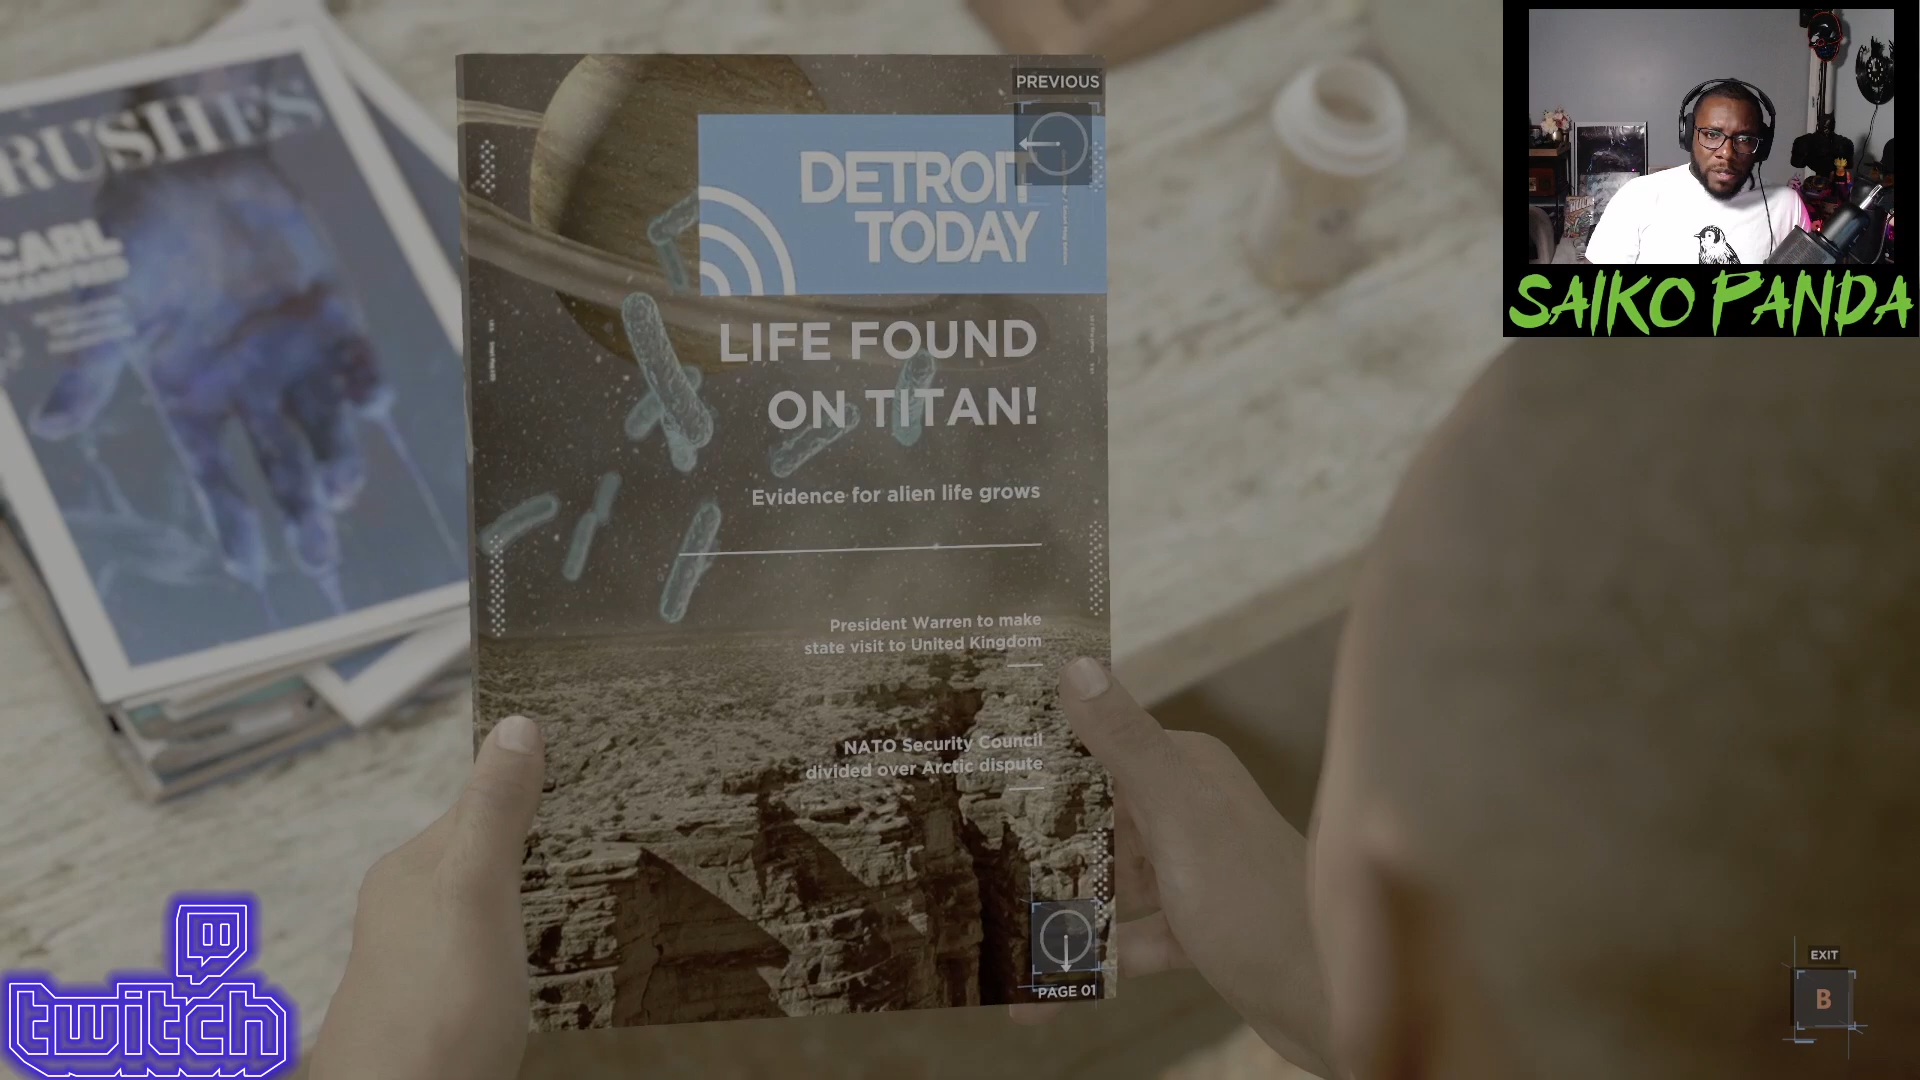 RUSHES
CARL
MANFRED
PREVIOUS
DETROIT
TODAY
LIFE FOUND
ON TITAN!
Evidence for alien life grows
President Warren to make
state visit to United Kingdom
NATO Security Council
divided over Arctic dispute
PAGE 01
SAIKO PANDA
twitch
EXIT
B